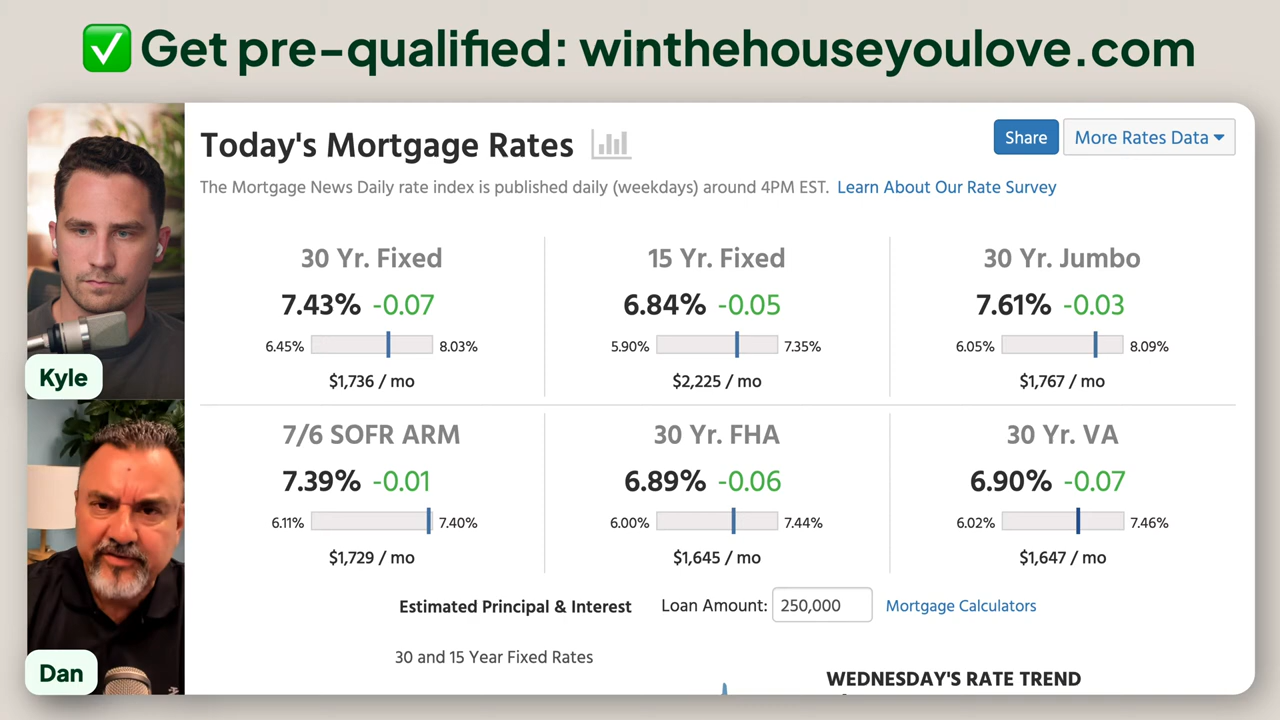 ✅ Get pre-qualified: winthehouseyoulove.com
Kyle
Dan
Today's Mortgage Rates
Share
More Rates Data
The Mortgage News Daily rate index is published daily (weekdays) around 4PM EST. Learn About Our Rate Survey
30 Yr. Fixed
7.43% -0.07
6.45% 8.03%
$1,736 / mo
15 Yr. Fixed
6.84% -0.05
5.90% 7.35%
$2,225 / mo
30 Yr. Jumbo
7.61% -0.03
6.05% 8.09%
$1,767 / mo
7/6 SOFR ARM
7.39% -0.01
6.11% 7.40%
$1,729 / mo
30 Yr. FHA
6.89% -0.06
6.00% 7.44%
$1,645 / mo
30 Yr. VA
6.90% -0.07
6.02% 7.46%
$1,647 / mo
Estimated Principal & Interest Loan Amount: 250,000 Mortgage Calculators
30 and 15 Year Fixed Rates
WEDNESDAY'S RATE TREND